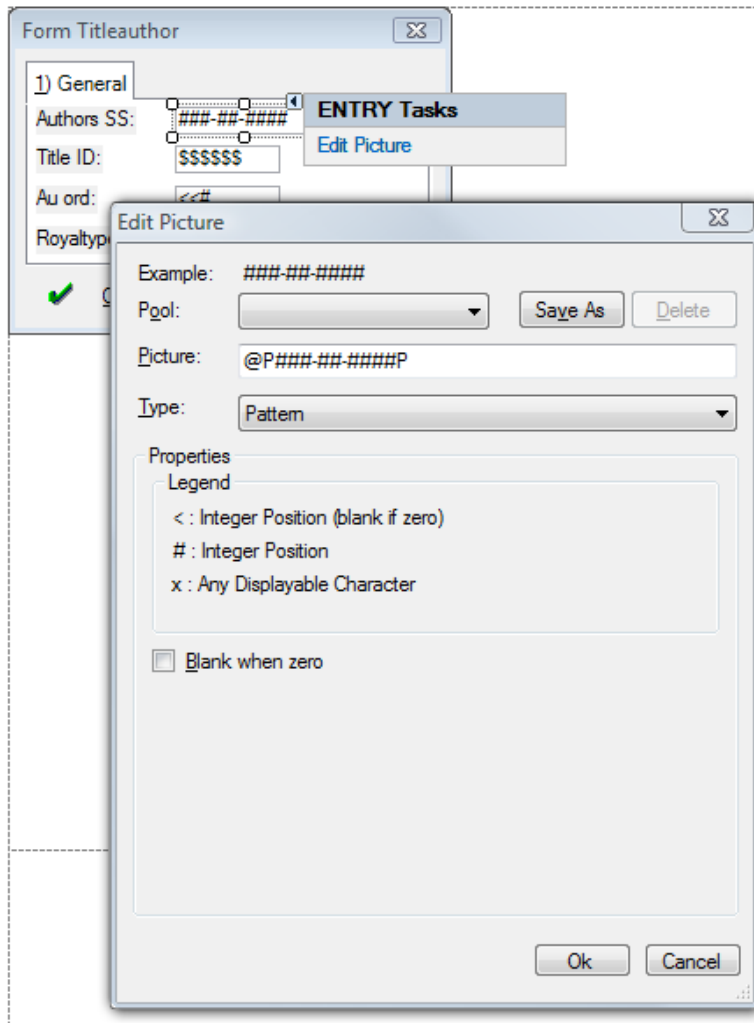 Form Titleauthor
1) General
Authors SS: ###-##-####
ENTRY Tasks
Edit Picture
Title ID: $$$$$$
Au ord: <<#
Royaltype
Edit Picture
Example: ###-##-####
Pool: Save As Delete
Picture: @P###-##-####P
Type: Pattern
Properties
Legend
< : Integer Position (blank if zero)
# : Integer Position
x : Any Displayable Character
Blank when zero
Ok Cancel